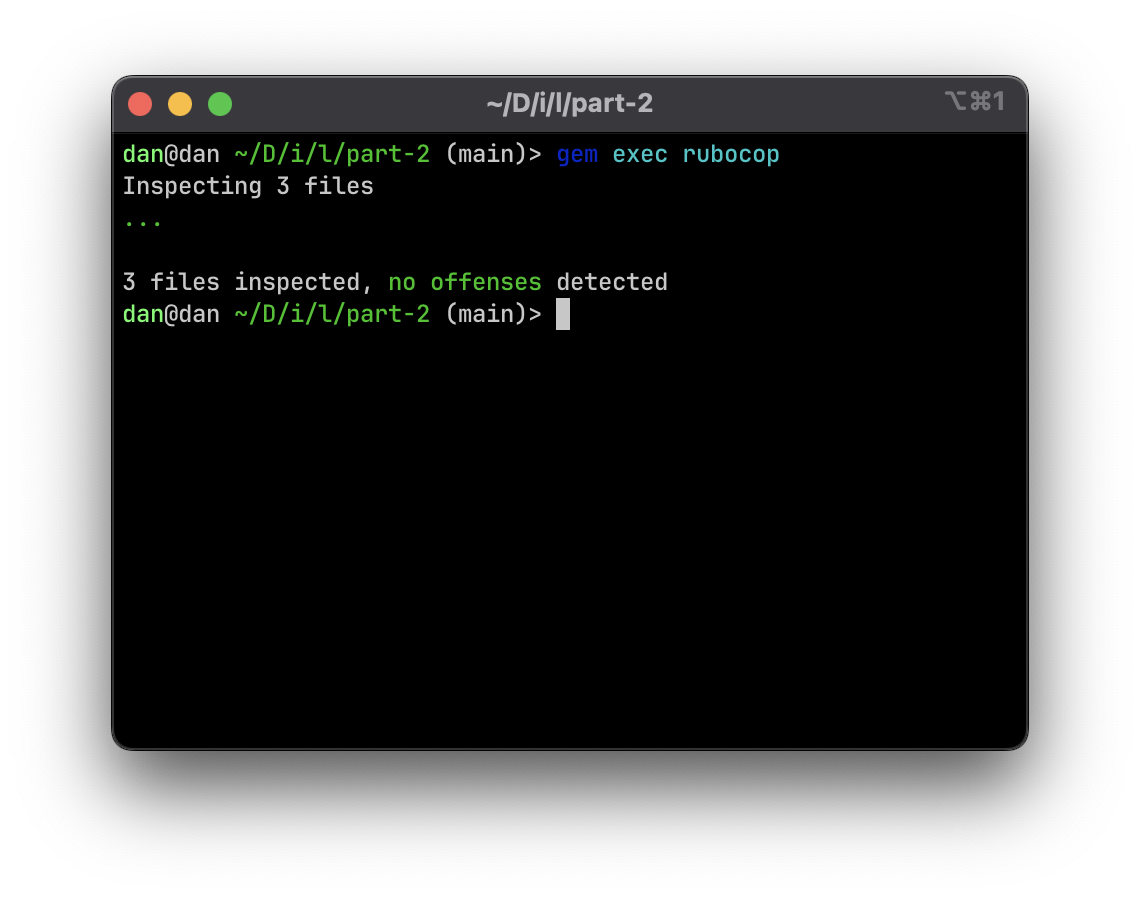 ~/D/i/l/part-2
⌥⌘1
dan@dan ~/D/i/l/part-2 (main)> gem exec rubocop
Inspecting 3 files
...
3 files inspected, no offenses detected
dan@dan ~/D/i/l/part-2 (main)>